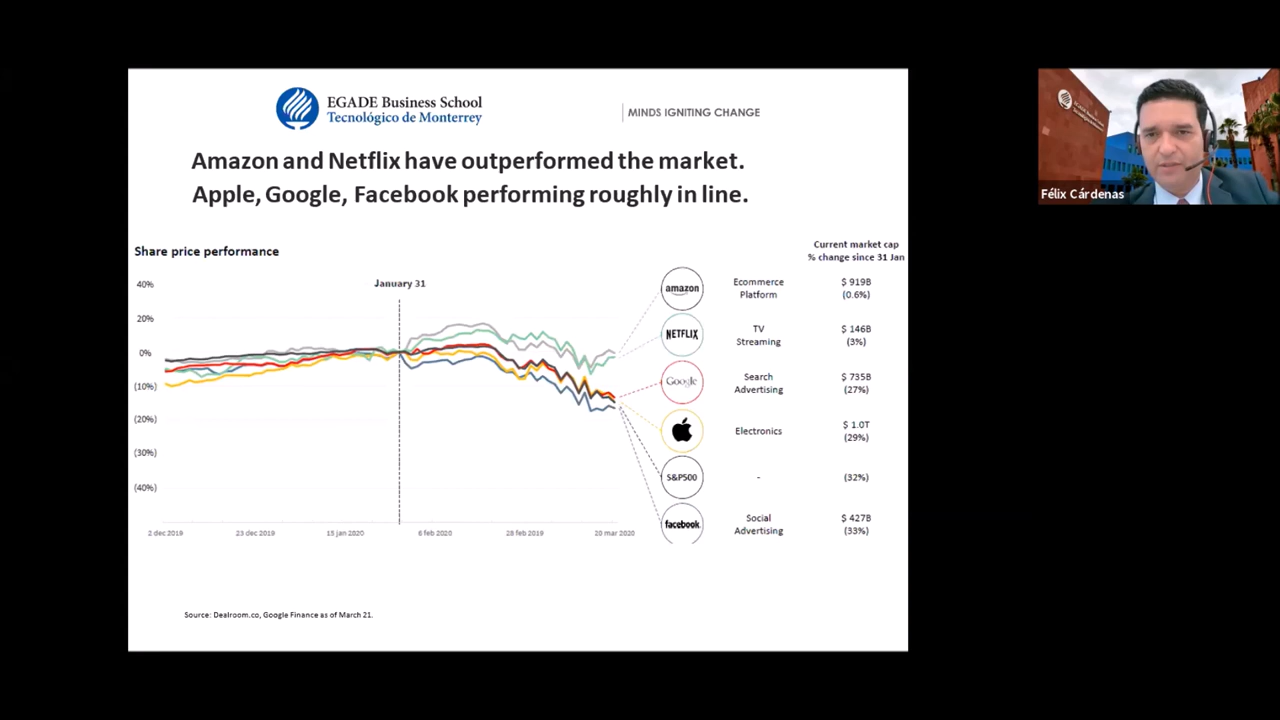 EGADE Business School
Tecnológico de Monterrey
MINDS IGNITING CHANGE
Félix Cárdenas
Amazon and Netflix have outperformed the market.
Apple, Google, Facebook performing roughly in line.
Share price performance
Current market cap
% change since 31 Jan
January 31
40%
20%
0%
(10%)
(20%)
(30%)
(40%)
2 dec 2019
23 dec 2019
15 jan 2020
6 feb 2020
28 feb 2019
20 mar 2020
amazon
Ecommerce
Platform
$ 919B
(0.6%)
NETFLIX
TV
Streaming
$ 146B
(3%)
Google
Search
Advertising
$ 735B
(27%)
Electronics
$ 1.0T
(29%)
S&P500
-
(32%)
facebook
Social
Advertising
$ 427B
(33%)
Source: Dealroom.co, Google Finance as of March 21.